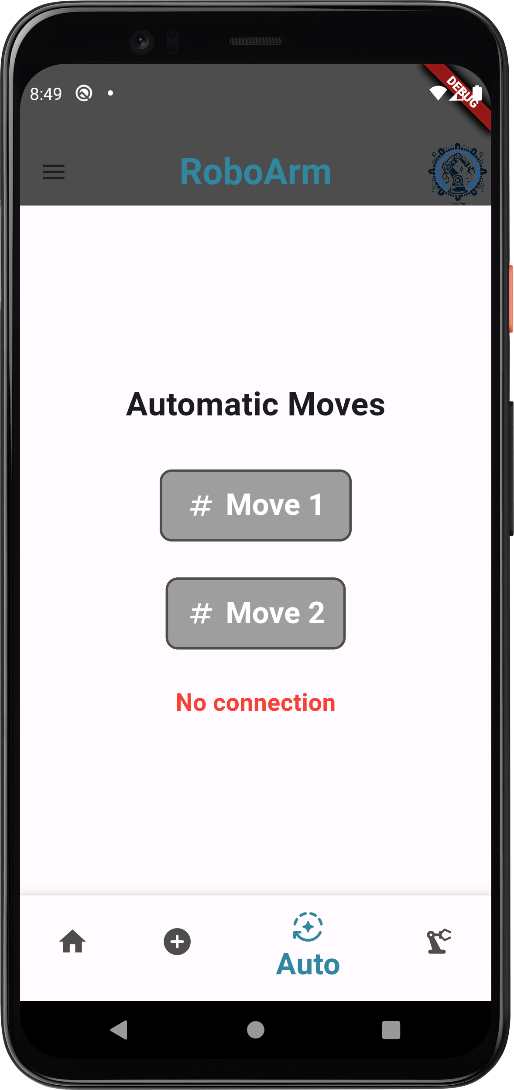 8:49
DEBUG
RoboArm
Automatic Moves
# Move 1
# Move 2
No connection
Auto